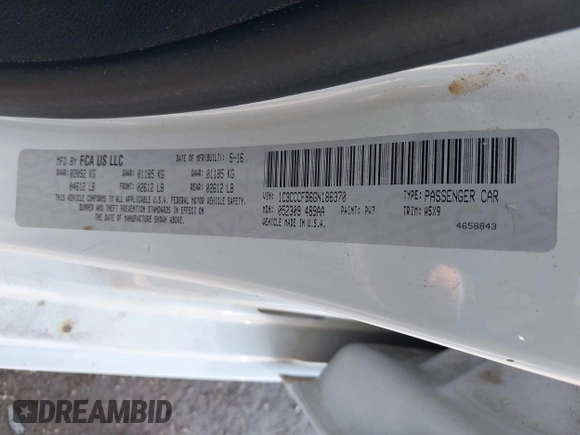 MFD BY FCA US LLC
DATE OF MFR(BUILT): 5-16
GVWR: 02092 KG
04612 LB
GAWR 01185 KG
FRONT: 02612 LB
GAWR 01185 KG
REAR: 02612 LB
THIS VEHICLE CONFORMS TO ALL APPLICABLE U.S.A. FEDERAL MOTOR VEHICLE SAFETY,
BUMPER AND THEFT PREVENTION STANDARDS IN EFFECT ON THE
DATE OF MANUFACTURE SHOWN ABOVE.
VIN: 1C3CCCFB6GN186370
TYPE: PASSENGER CAR
MDH: 052309 489AA
PAINT: PW7
TRIM: A5X9
VEHICLE MADE IN U.S.A.
4658843
DREAMBID